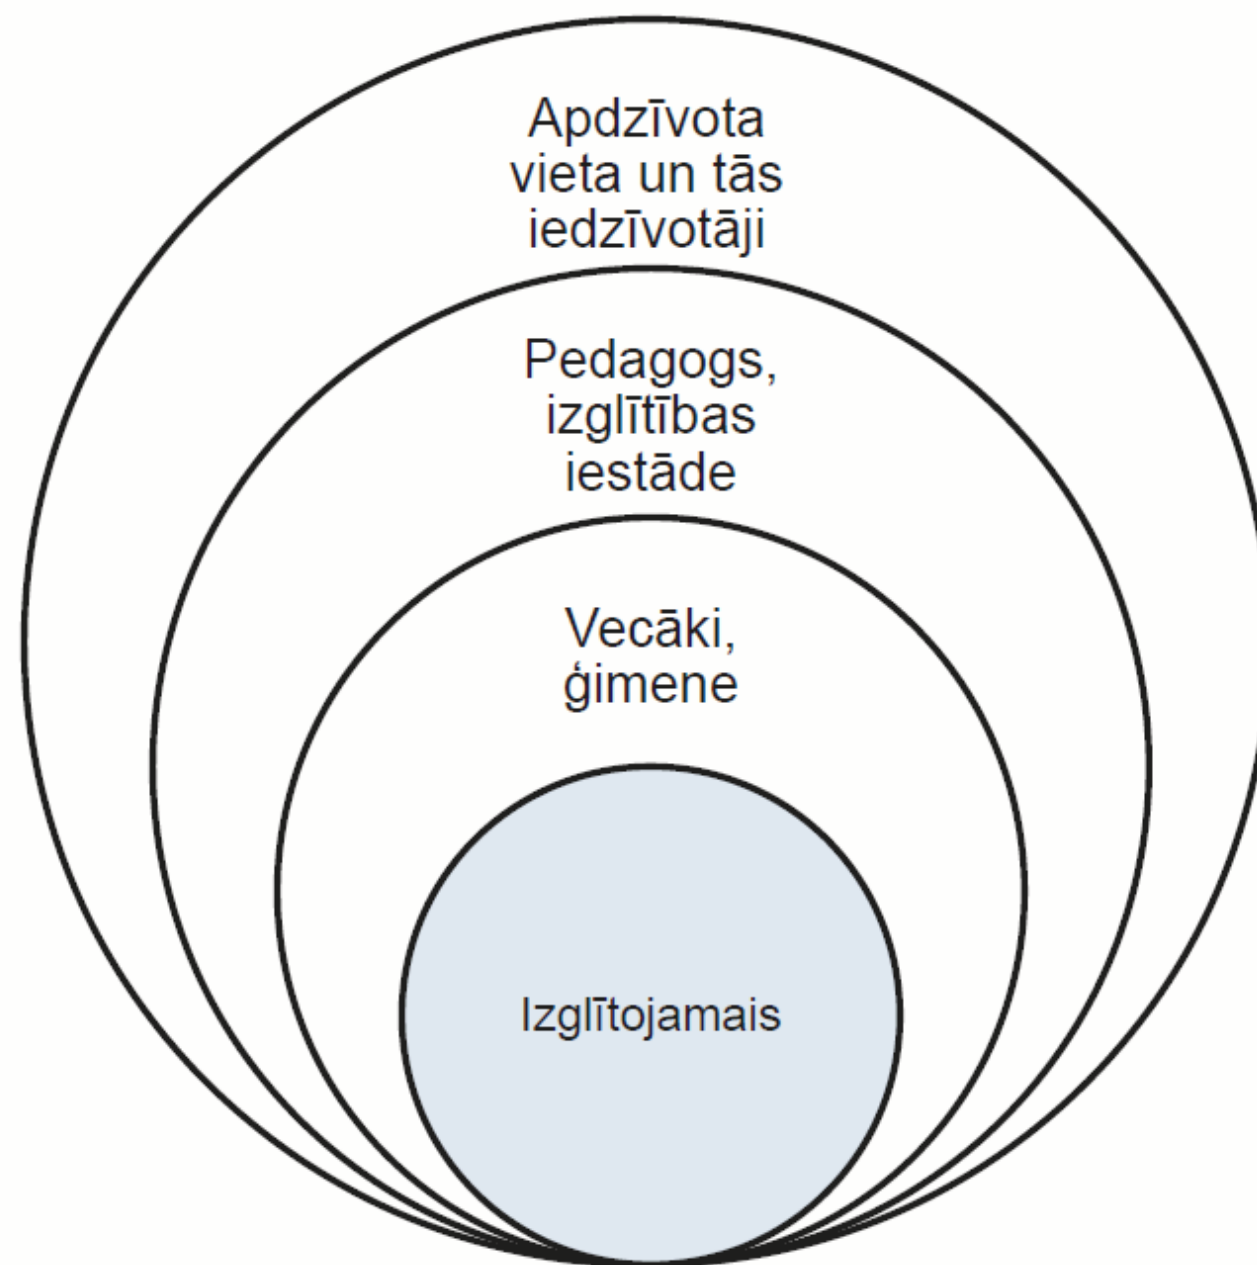 Apdzīvota
vieta un tās
iedzīvotāji
Pedagogs,
izglītības
iestāde
Vecāki,
ģimene
Izglītojamais